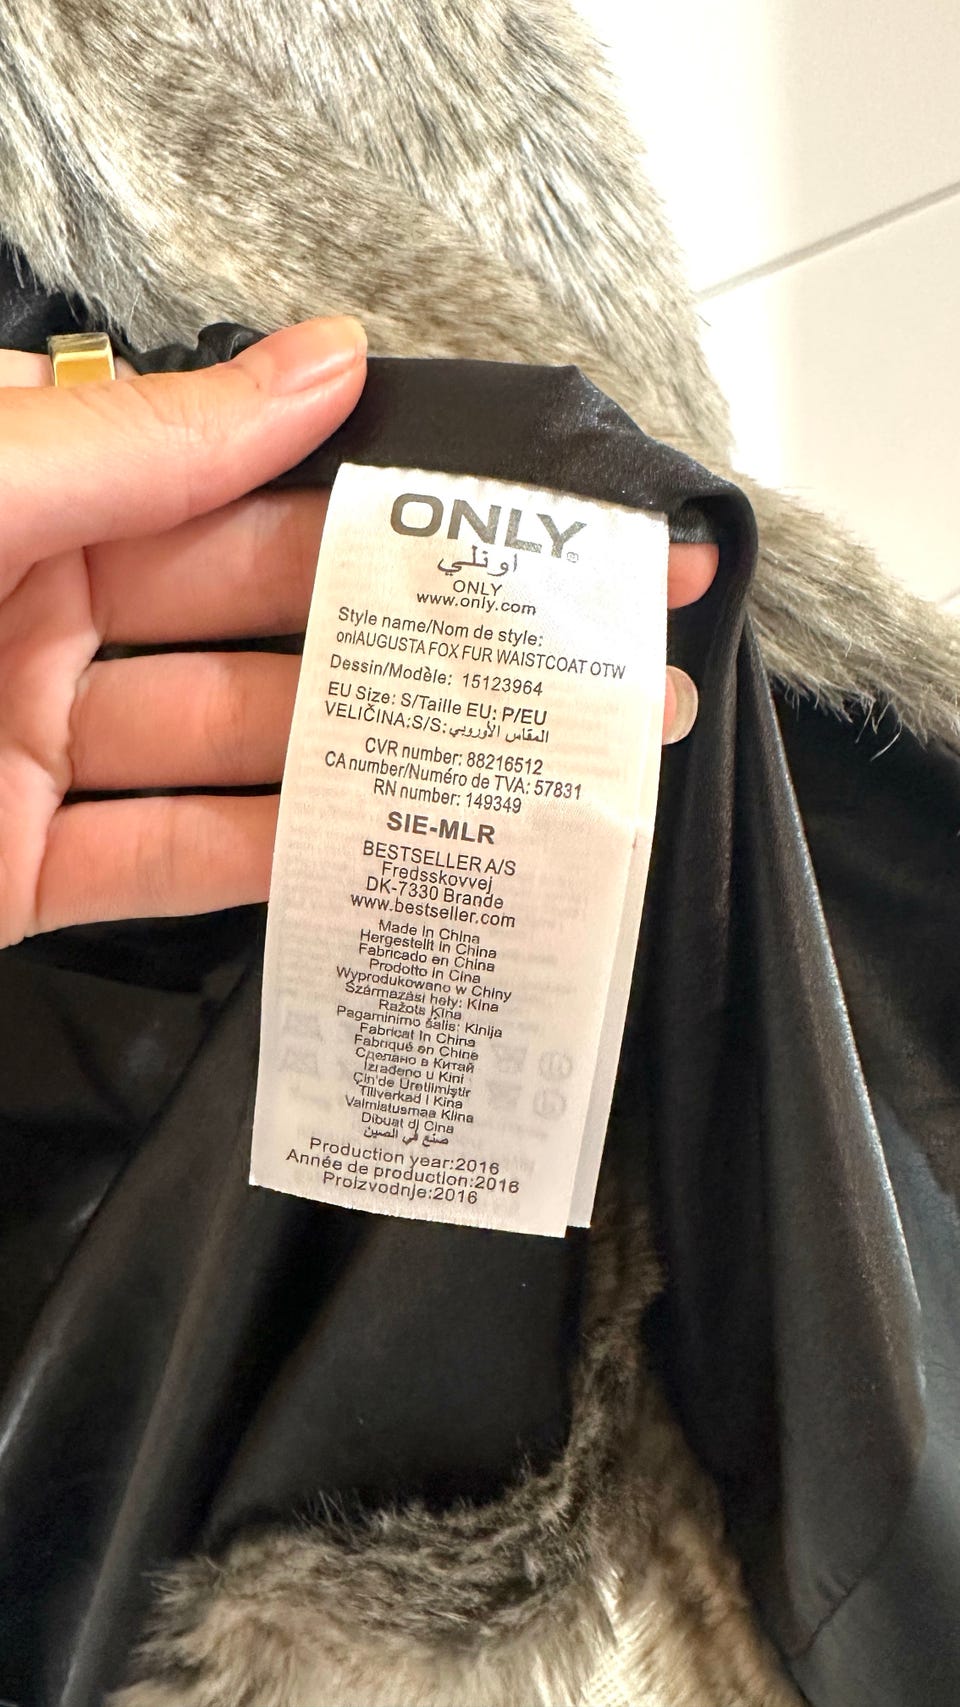 ONLY®
اونلي
ONLY
www.only.com
Style name/Nom de style:
onlAUGUSTA FOX FUR WAISTCOAT OTW
Dessin/Modèle: 15123964
EU Size: S/Taille EU: P/EU
VELIČINA:S/S:المقاس الأوروبي
CVR number: 88216512
CA number/Numéro de TVA: 57831
RN number: 149349
SIE-MLR
BESTSELLER A/S
Fredsskovvej
DK-7330 Brande
www.bestseller.com
Made In China
Hergestellt In China
Fabricado en China
Prodotto In Cina
Wyprodukowano w Chiny
Származási hely: Kína
Ražots Ķīna
Pagaminimo šalis: Kinija
Fabricat în China
Fabriqué en Chine
Сделано в Китай
Izrađeno u Kini
Çin'de Üretilmiştir
Tillverkad i Kina
Valmistusmaa Kiina
Dibuat di Cina
صنع في الصين
Production year:2016
Année de production:2016
Proizvodnje:2016